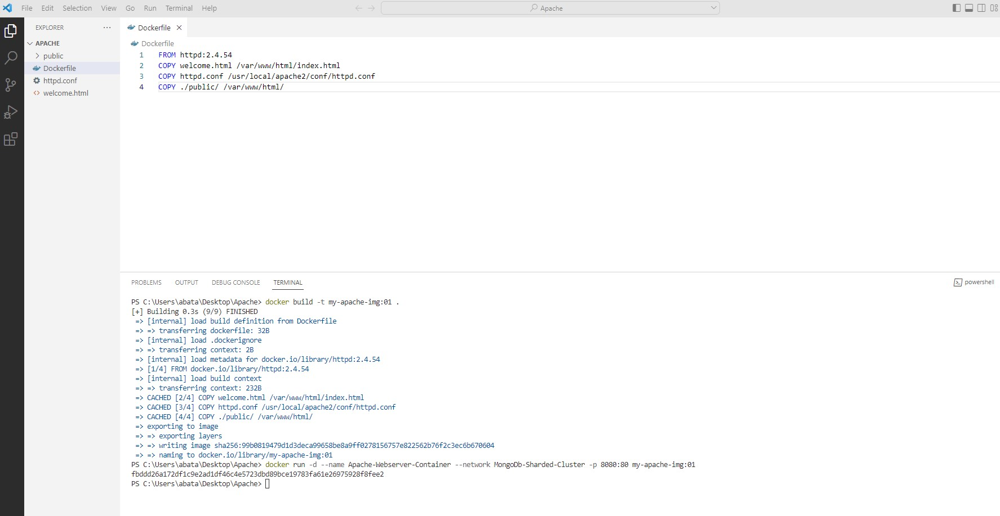 File Edit Selection View Go Run Terminal Help
Apache
EXPLORER
APACHE
public
Dockerfile
httpd.conf
welcome.html
Dockerfile
Dockerfile
1 FROM httpd:2.4.54
2 COPY welcome.html /var/www/html/index.html
3 COPY httpd.conf /usr/local/apache2/conf/httpd.conf
4 COPY ./public/ /var/www/html/
PROBLEMS OUTPUT DEBUG CONSOLE TERMINAL
powershell
PS C:\Users\abata\Desktop\Apache> docker build -t my-apache-img:01 .
[+] Building 0.3s (9/9) FINISHED
=> [internal] load build definition from Dockerfile
=> => transferring dockerfile: 32B
=> [internal] load .dockerignore
=> => transferring context: 2B
=> [internal] load metadata for docker.io/library/httpd:2.4.54
=> [1/4] FROM docker.io/library/httpd:2.4.54
=> [internal] load build context
=> => transferring context: 232B
=> CACHED [2/4] COPY welcome.html /var/www/html/index.html
=> CACHED [3/4] COPY httpd.conf /usr/local/apache2/conf/httpd.conf
=> CACHED [4/4] COPY ./public/ /var/www/html/
=> exporting to image
=> => exporting layers
=> => writing image sha256:99b0819479d1d3deca99658be8a9ff0278156757e822562b76f2c3ec6b670604
=> => naming to docker.io/library/my-apache-img:01
PS C:\Users\abata\Desktop\Apache> docker run -d --name Apache-Webserver-Container --network MongoDb-Sharded-Cluster -p 8080:80 my-apache-img:01
fbddd26a172df1c9e2ad1df46c4e5723dbd89bce19783fa61e26975928f8fee2
PS C:\Users\abata\Desktop\Apache>